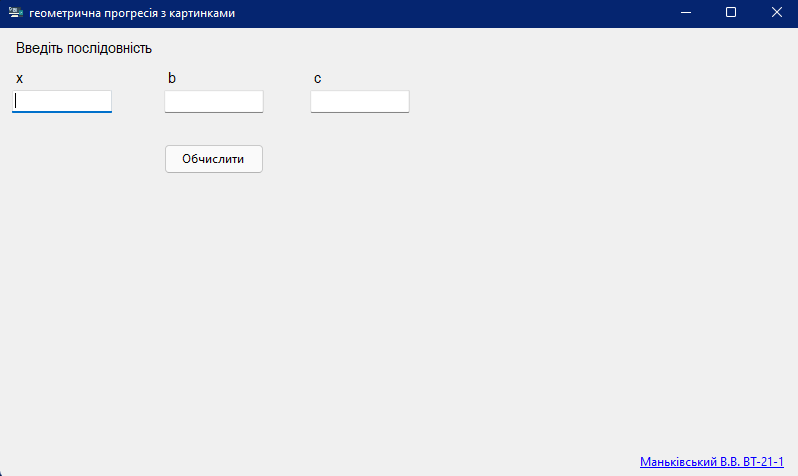 геометрична прогресія з картинками
Введіть послідовність
x b c
Обчислити
Маньківський В.В. ВТ-21-1